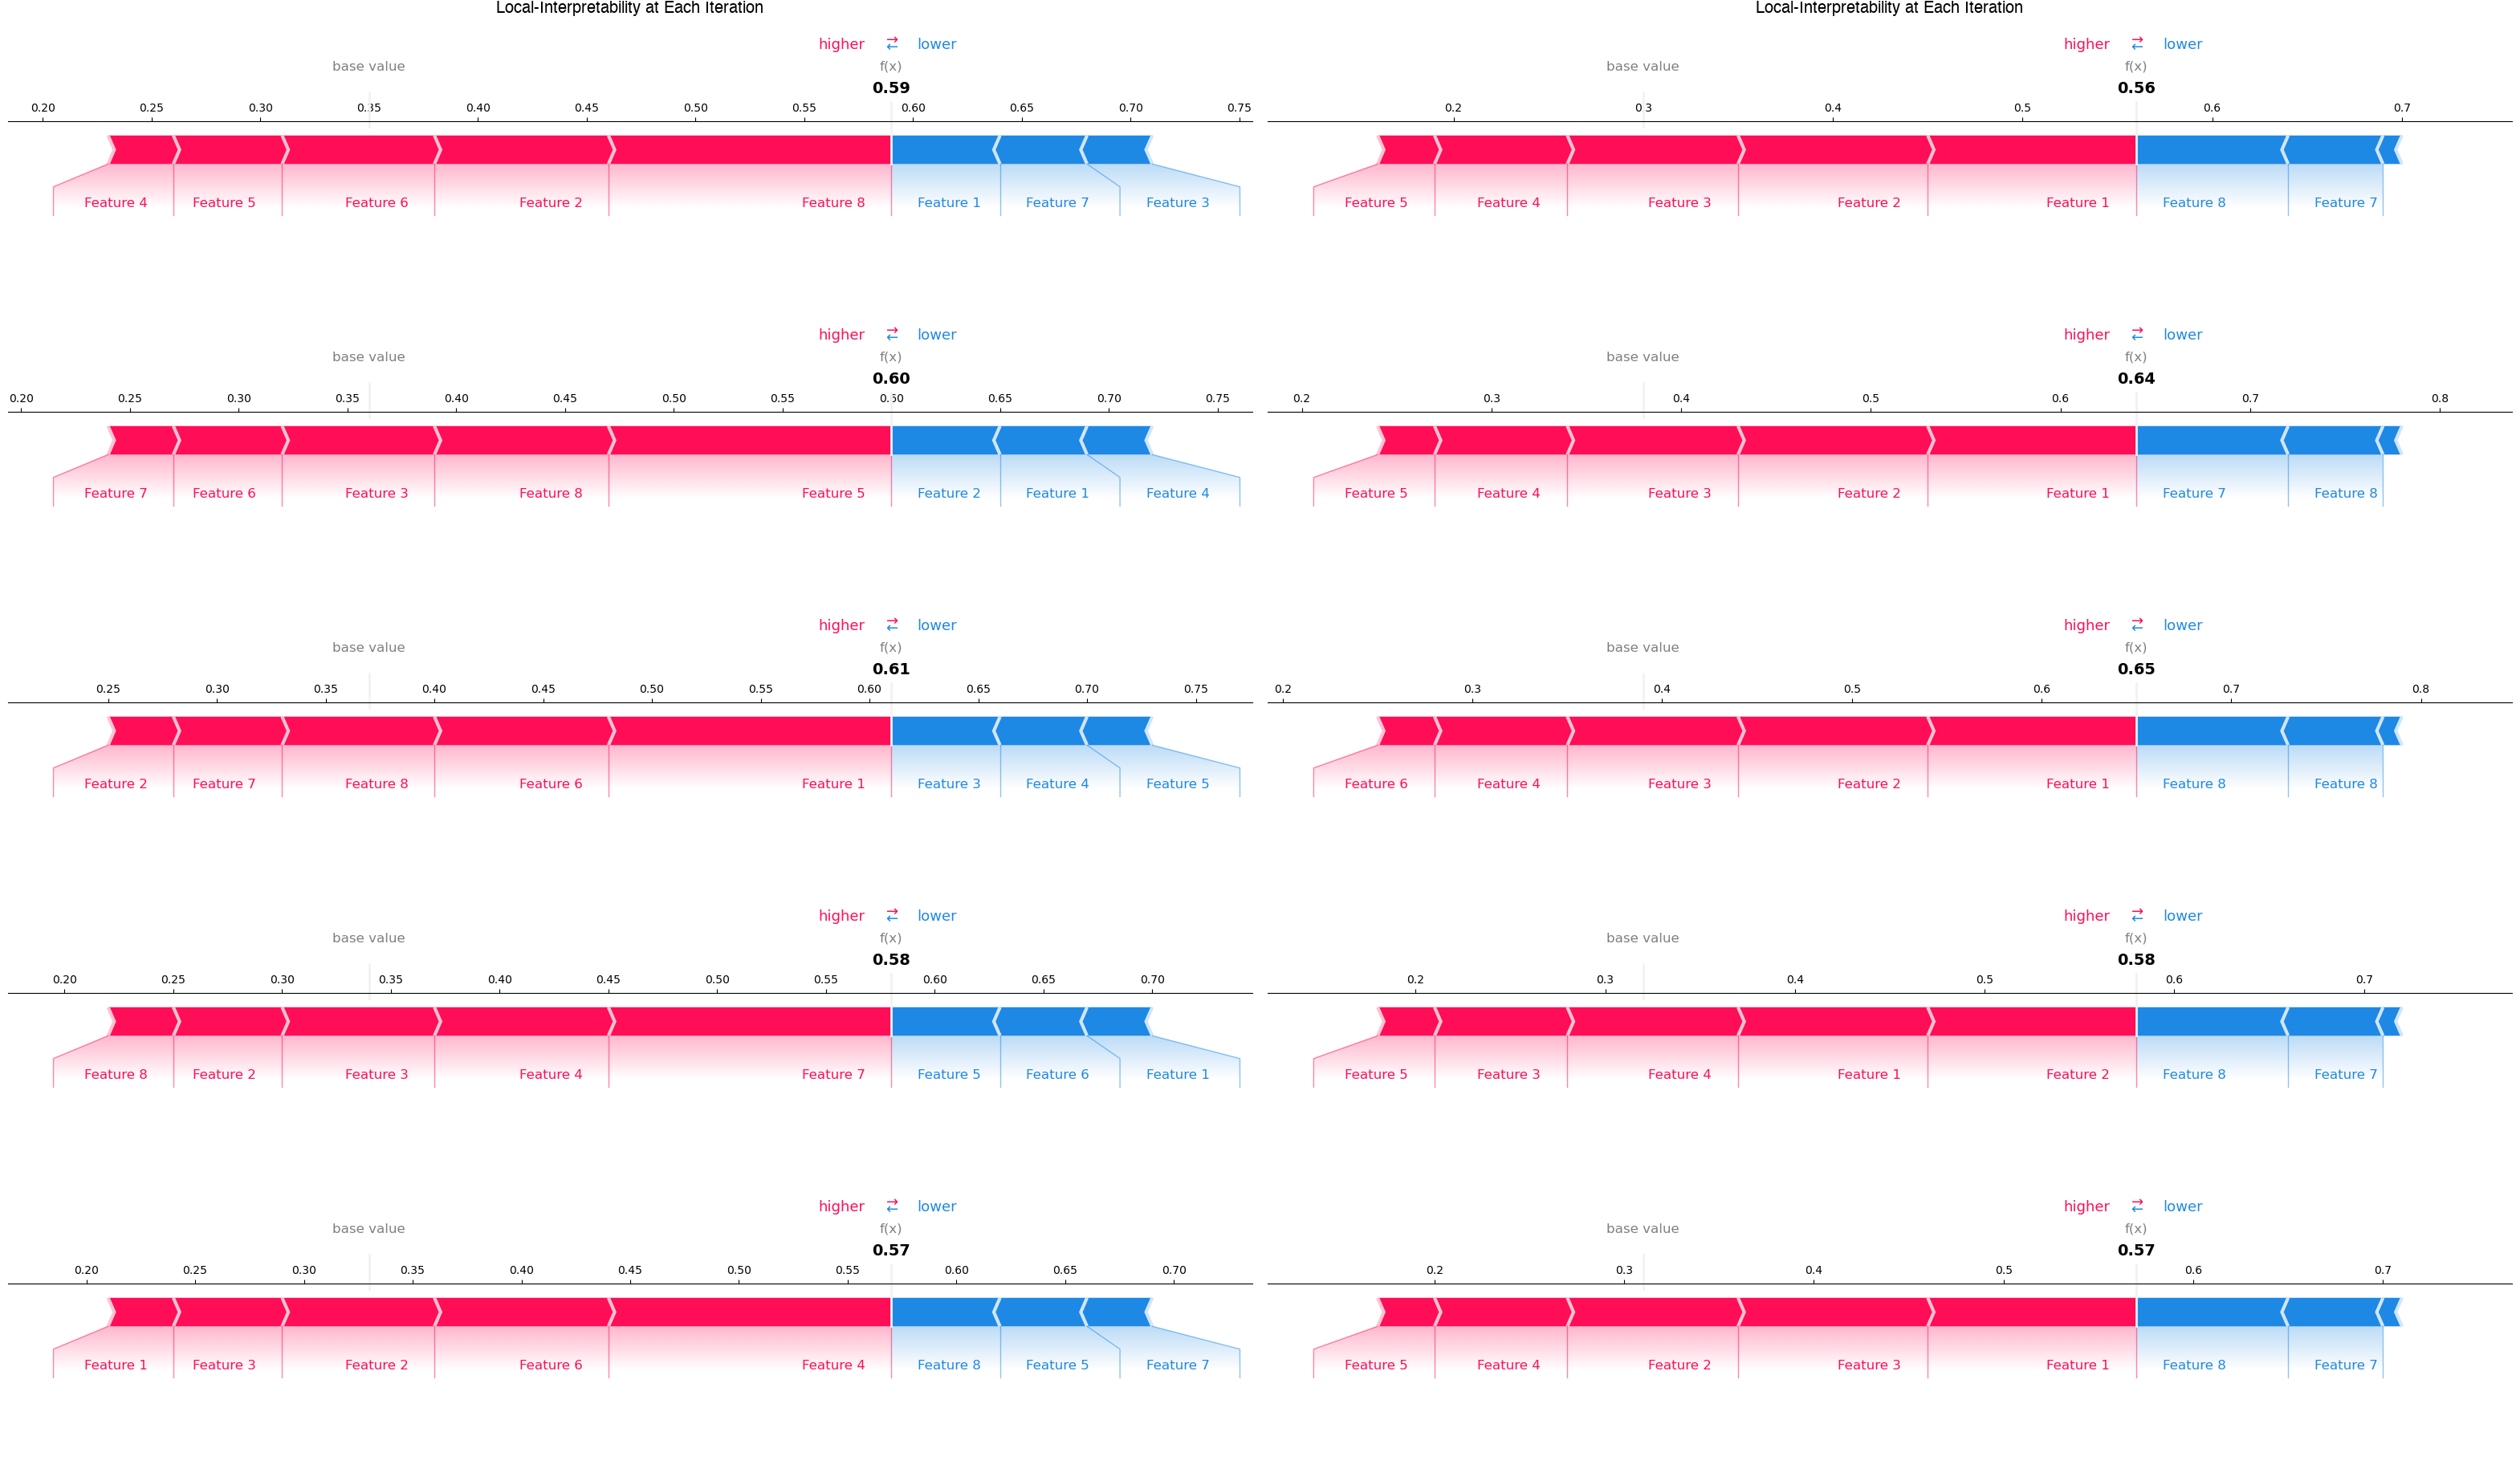 Local-Interpretability at Each Iteration
higher ⇄ lower
base value f(x)
0.59
0.20 0.25 0.30 0.35 0.40 0.45 0.50 0.55 0.60 0.65 0.70 0.75
Feature 4 Feature 5 Feature 6 Feature 2 Feature 8 Feature 1 Feature 7 Feature 3
higher ⇄ lower
base value f(x)
0.60
0.20 0.25 0.30 0.35 0.40 0.45 0.50 0.55 0.60 0.65 0.70 0.75
Feature 7 Feature 6 Feature 3 Feature 8 Feature 5 Feature 2 Feature 1 Feature 4
higher ⇄ lower
base value f(x)
0.61
0.25 0.30 0.35 0.40 0.45 0.50 0.55 0.60 0.65 0.70 0.75
Feature 2 Feature 7 Feature 8 Feature 6 Feature 1 Feature 3 Feature 4 Feature 5
higher ⇄ lower
base value f(x)
0.58
0.20 0.25 0.30 0.35 0.40 0.45 0.50 0.55 0.60 0.65 0.70
Feature 8 Feature 2 Feature 3 Feature 4 Feature 7 Feature 5 Feature 6 Feature 1
higher ⇄ lower
base value f(x)
0.57
0.20 0.25 0.30 0.35 0.40 0.45 0.50 0.55 0.60 0.65 0.70
Feature 1 Feature 3 Feature 2 Feature 6 Feature 4 Feature 8 Feature 5 Feature 7
Local-Interpretability at Each Iteration
higher ⇄ lower
base value f(x)
0.56
0.2 0.3 0.4 0.5 0.6 0.7
Feature 5 Feature 4 Feature 3 Feature 2 Feature 1 Feature 8 Feature 7
higher ⇄ lower
base value f(x)
0.64
0.2 0.3 0.4 0.5 0.6 0.7 0.8
Feature 5 Feature 4 Feature 3 Feature 2 Feature 1 Feature 7 Feature 8
higher ⇄ lower
base value f(x)
0.65
0.2 0.3 0.4 0.5 0.6 0.7 0.8
Feature 6 Feature 4 Feature 3 Feature 2 Feature 1 Feature 8 Feature 8
higher ⇄ lower
base value f(x)
0.58
0.2 0.3 0.4 0.5 0.6 0.7
Feature 5 Feature 3 Feature 4 Feature 1 Feature 2 Feature 8 Feature 7
higher ⇄ lower
base value f(x)
0.57
0.2 0.3 0.4 0.5 0.6 0.7
Feature 5 Feature 4 Feature 2 Feature 3 Feature 1 Feature 8 Feature 7